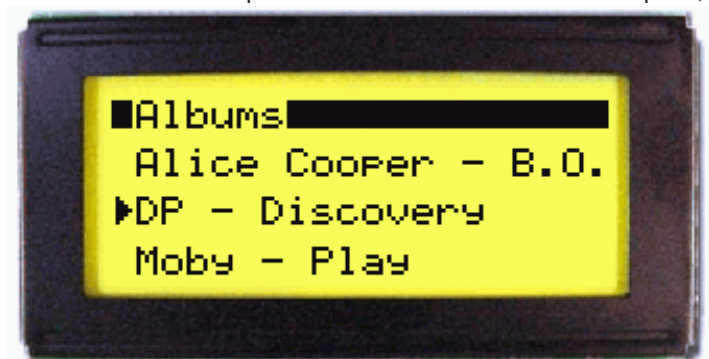 Albums
Alice Cooper - B.O.
DP - Discovery
Moby - Play